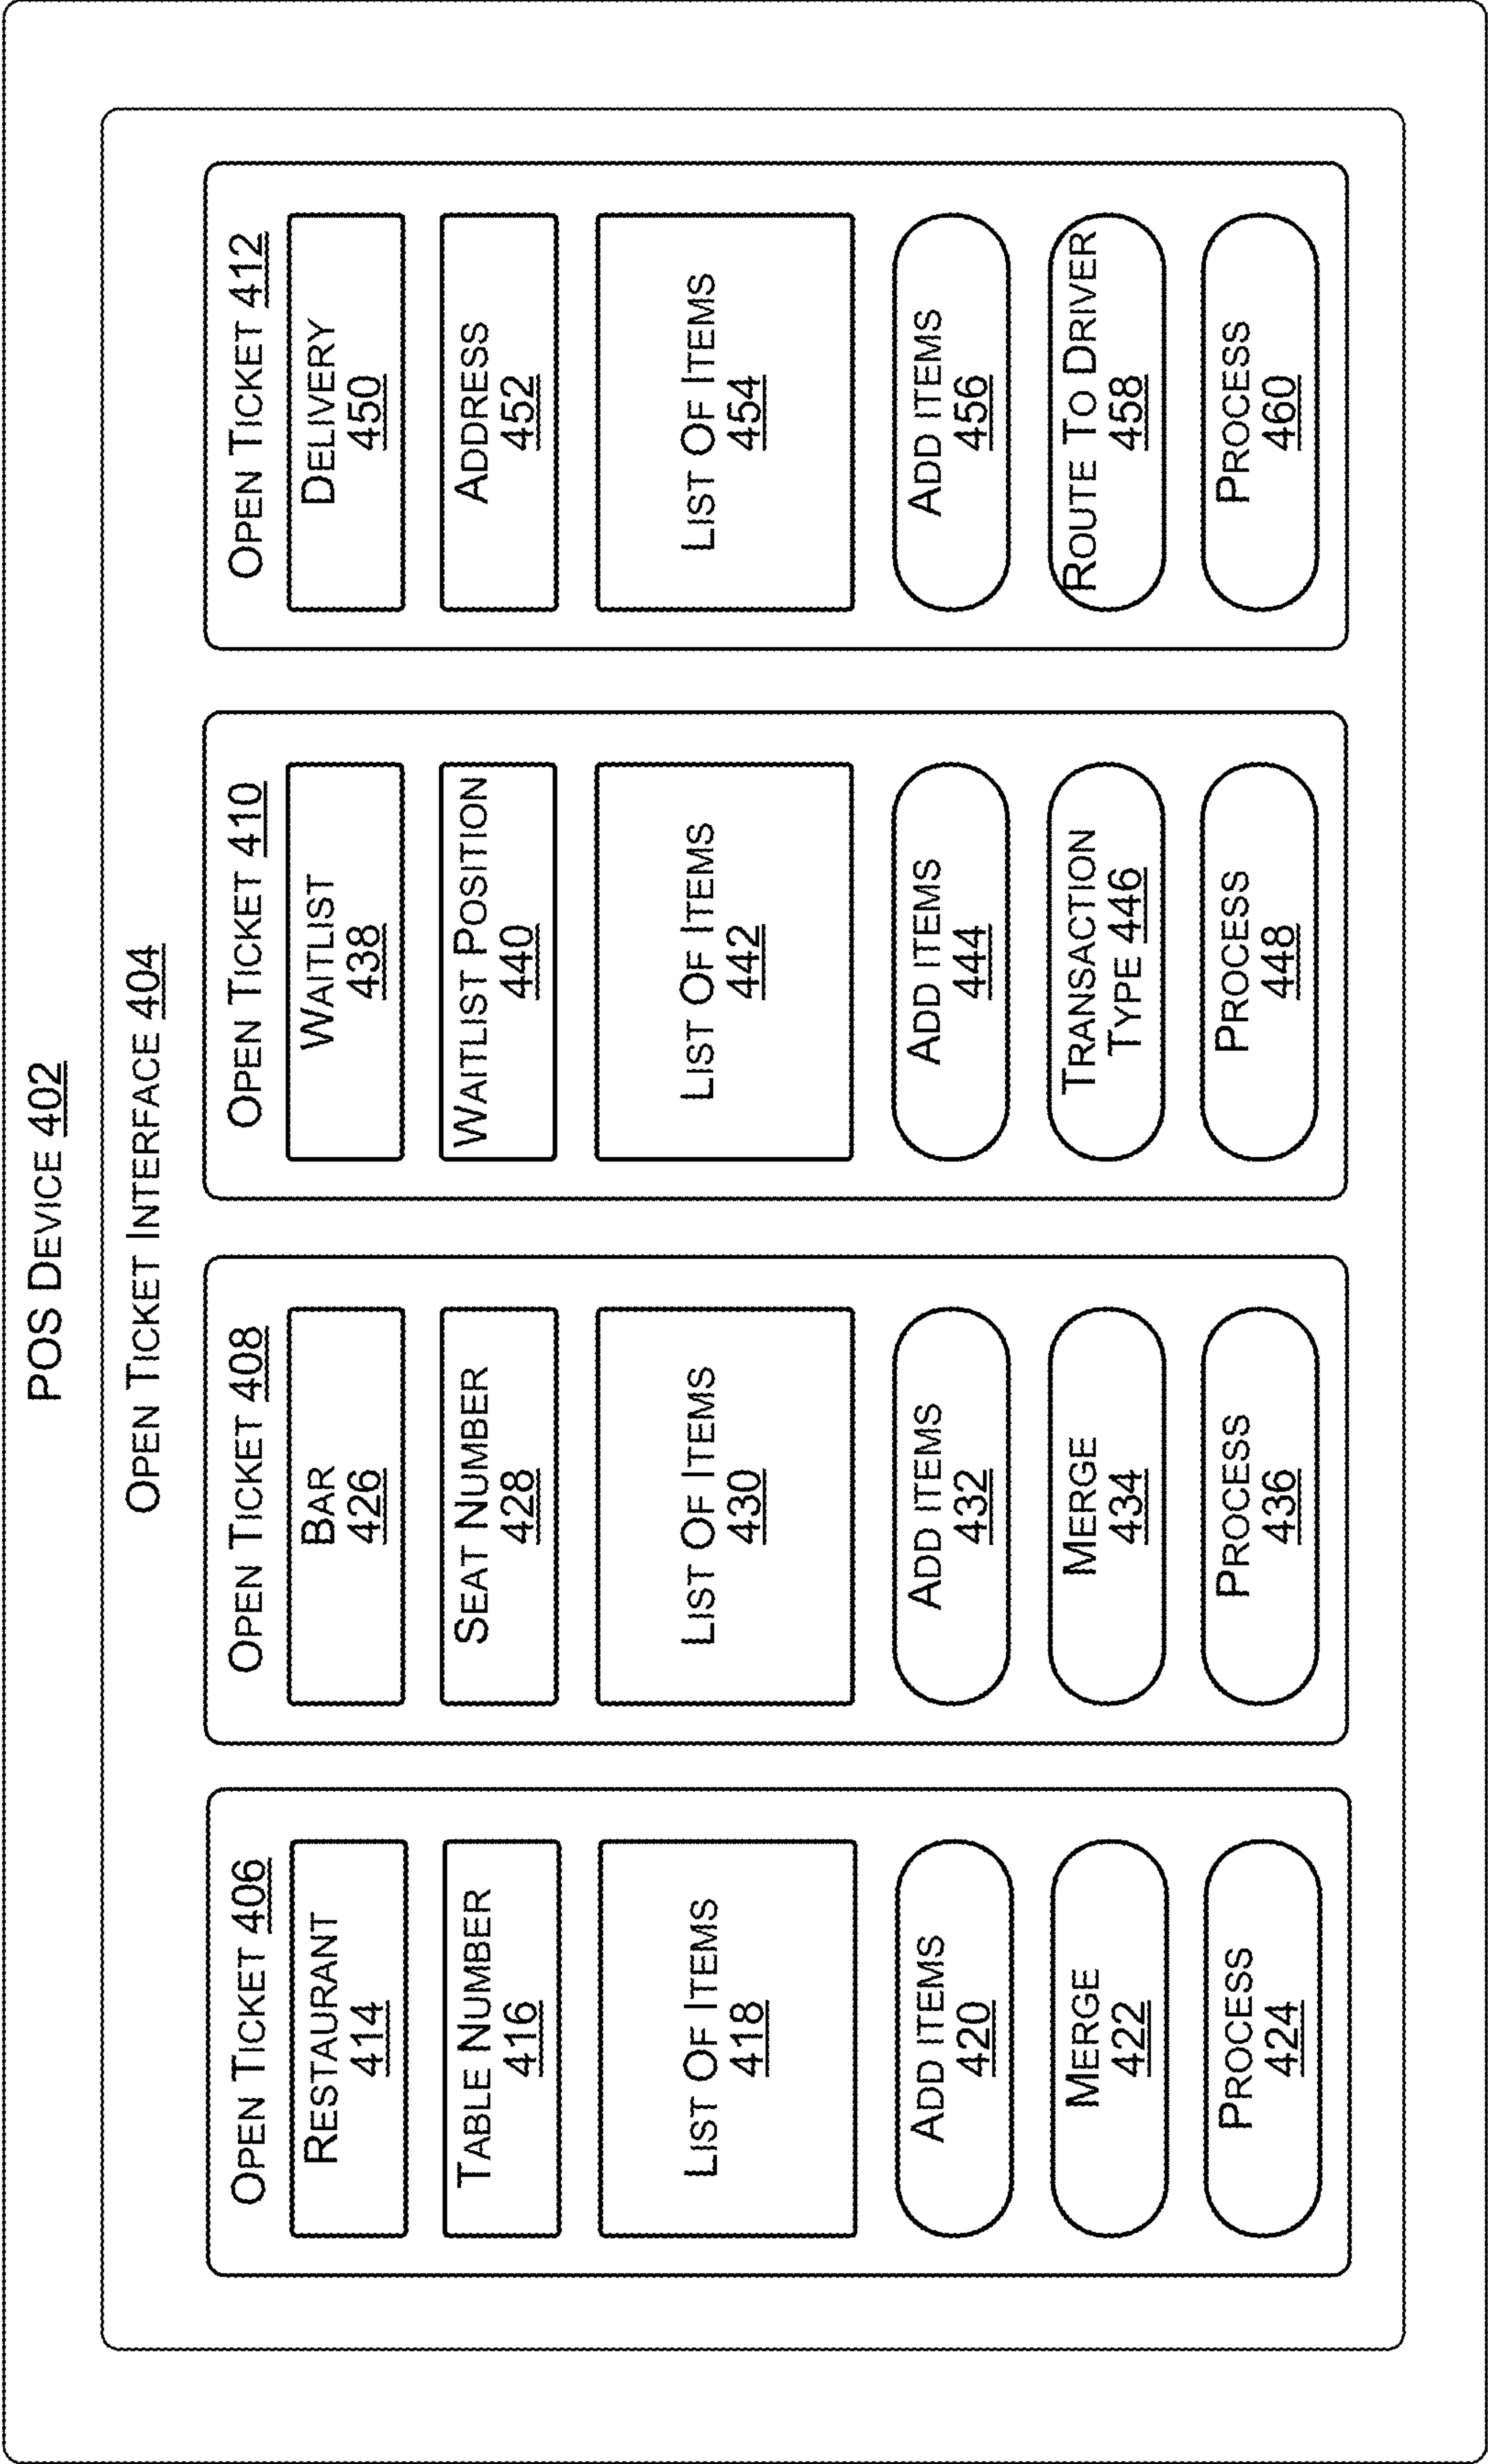 POS DEVICE 402
OPEN TICKET INTERFACE 404
OPEN TICKET 406
RESTAURANT
414
TABLE NUMBER
416
LIST OF ITEMS
418
ADD ITEMS
420
MERGE
422
PROCESS
424
OPEN TICKET 408
BAR
426
SEAT NUMBER
428
LIST OF ITEMS
430
ADD ITEMS
432
MERGE
434
PROCESS
436
OPEN TICKET 410
WAITLIST
438
WAITLIST POSITION
440
LIST OF ITEMS
442
ADD ITEMS
444
TRANSACTION
TYPE 446
PROCESS
448
OPEN TICKET 412
DELIVERY
450
ADDRESS
452
LIST OF ITEMS
454
ADD ITEMS
456
ROUTE TO DRIVER
458
PROCESS
460